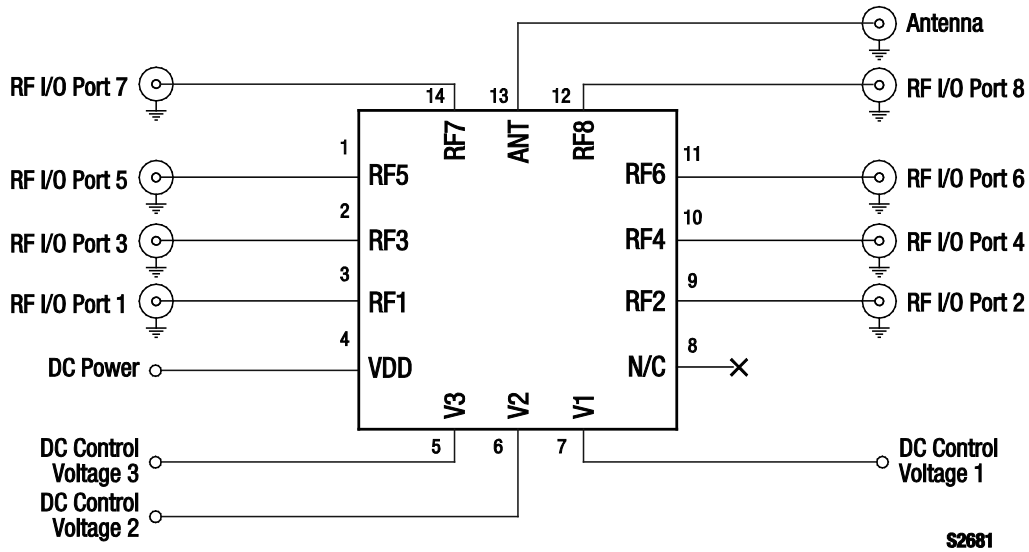 Antenna
RF I/O Port 7
14
13
12
RF I/O Port 8
RF7
ANT
RF8
1
11
RF I/O Port 5
RF5
RF6
RF I/O Port 6
2
10
RF I/O Port 3
RF3
RF4
RF I/O Port 4
3
9
RF I/O Port 1
RF1
RF2
RF I/O Port 2
4
8
DC Power
VDD
N/C
V3
V2
V1
5
6
7
DC Control
Voltage 3
DC Control
Voltage 1
DC Control
Voltage 2
S2681